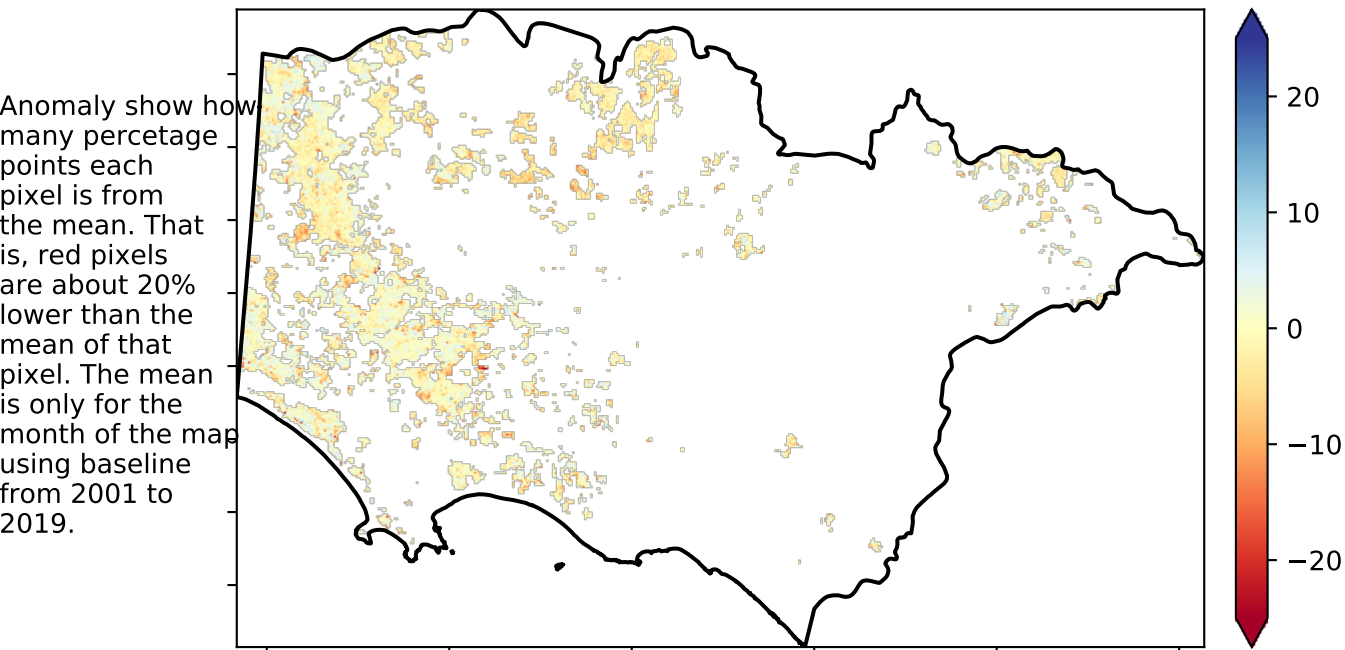 Anomaly show how
many percetage
points each
pixel is from
the mean. That
is, red pixels
are about 20%
lower than the
mean of that
pixel. The mean
is only for the
month of the map
using baseline
from 2001 to
2019.
20
10
0
−10
−20